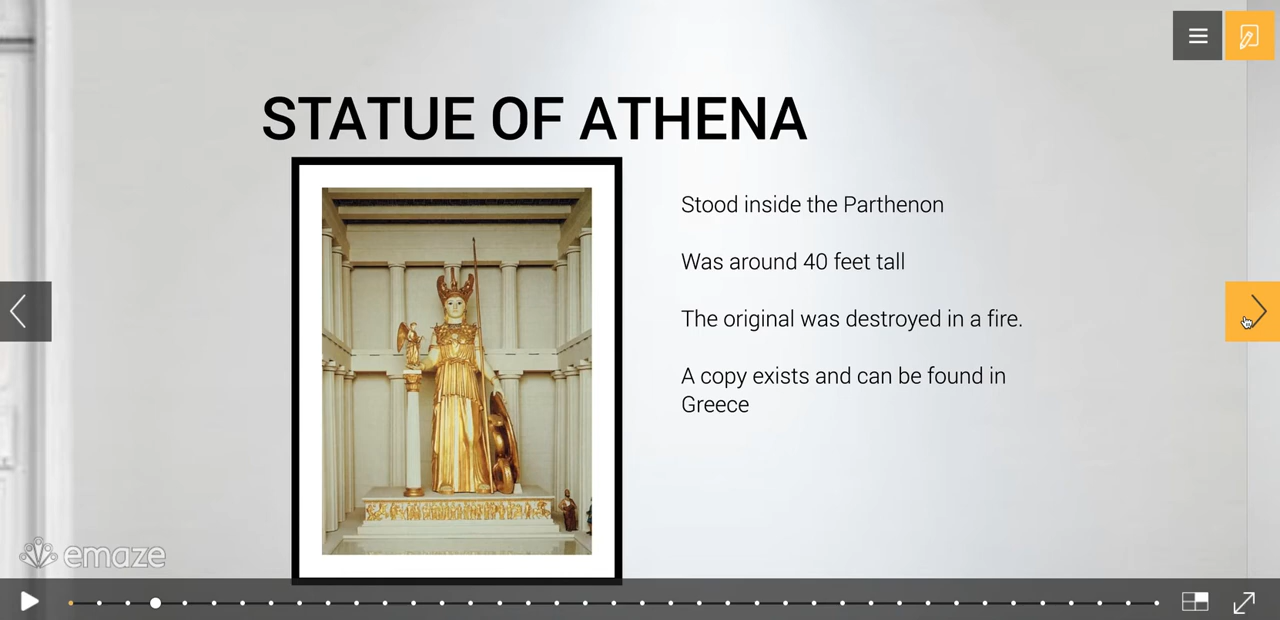 STATUE OF ATHENA
Stood inside the Parthenon
Was around 40 feet tall
The original was destroyed in a fire.
A copy exists and can be found in
Greece
emaze